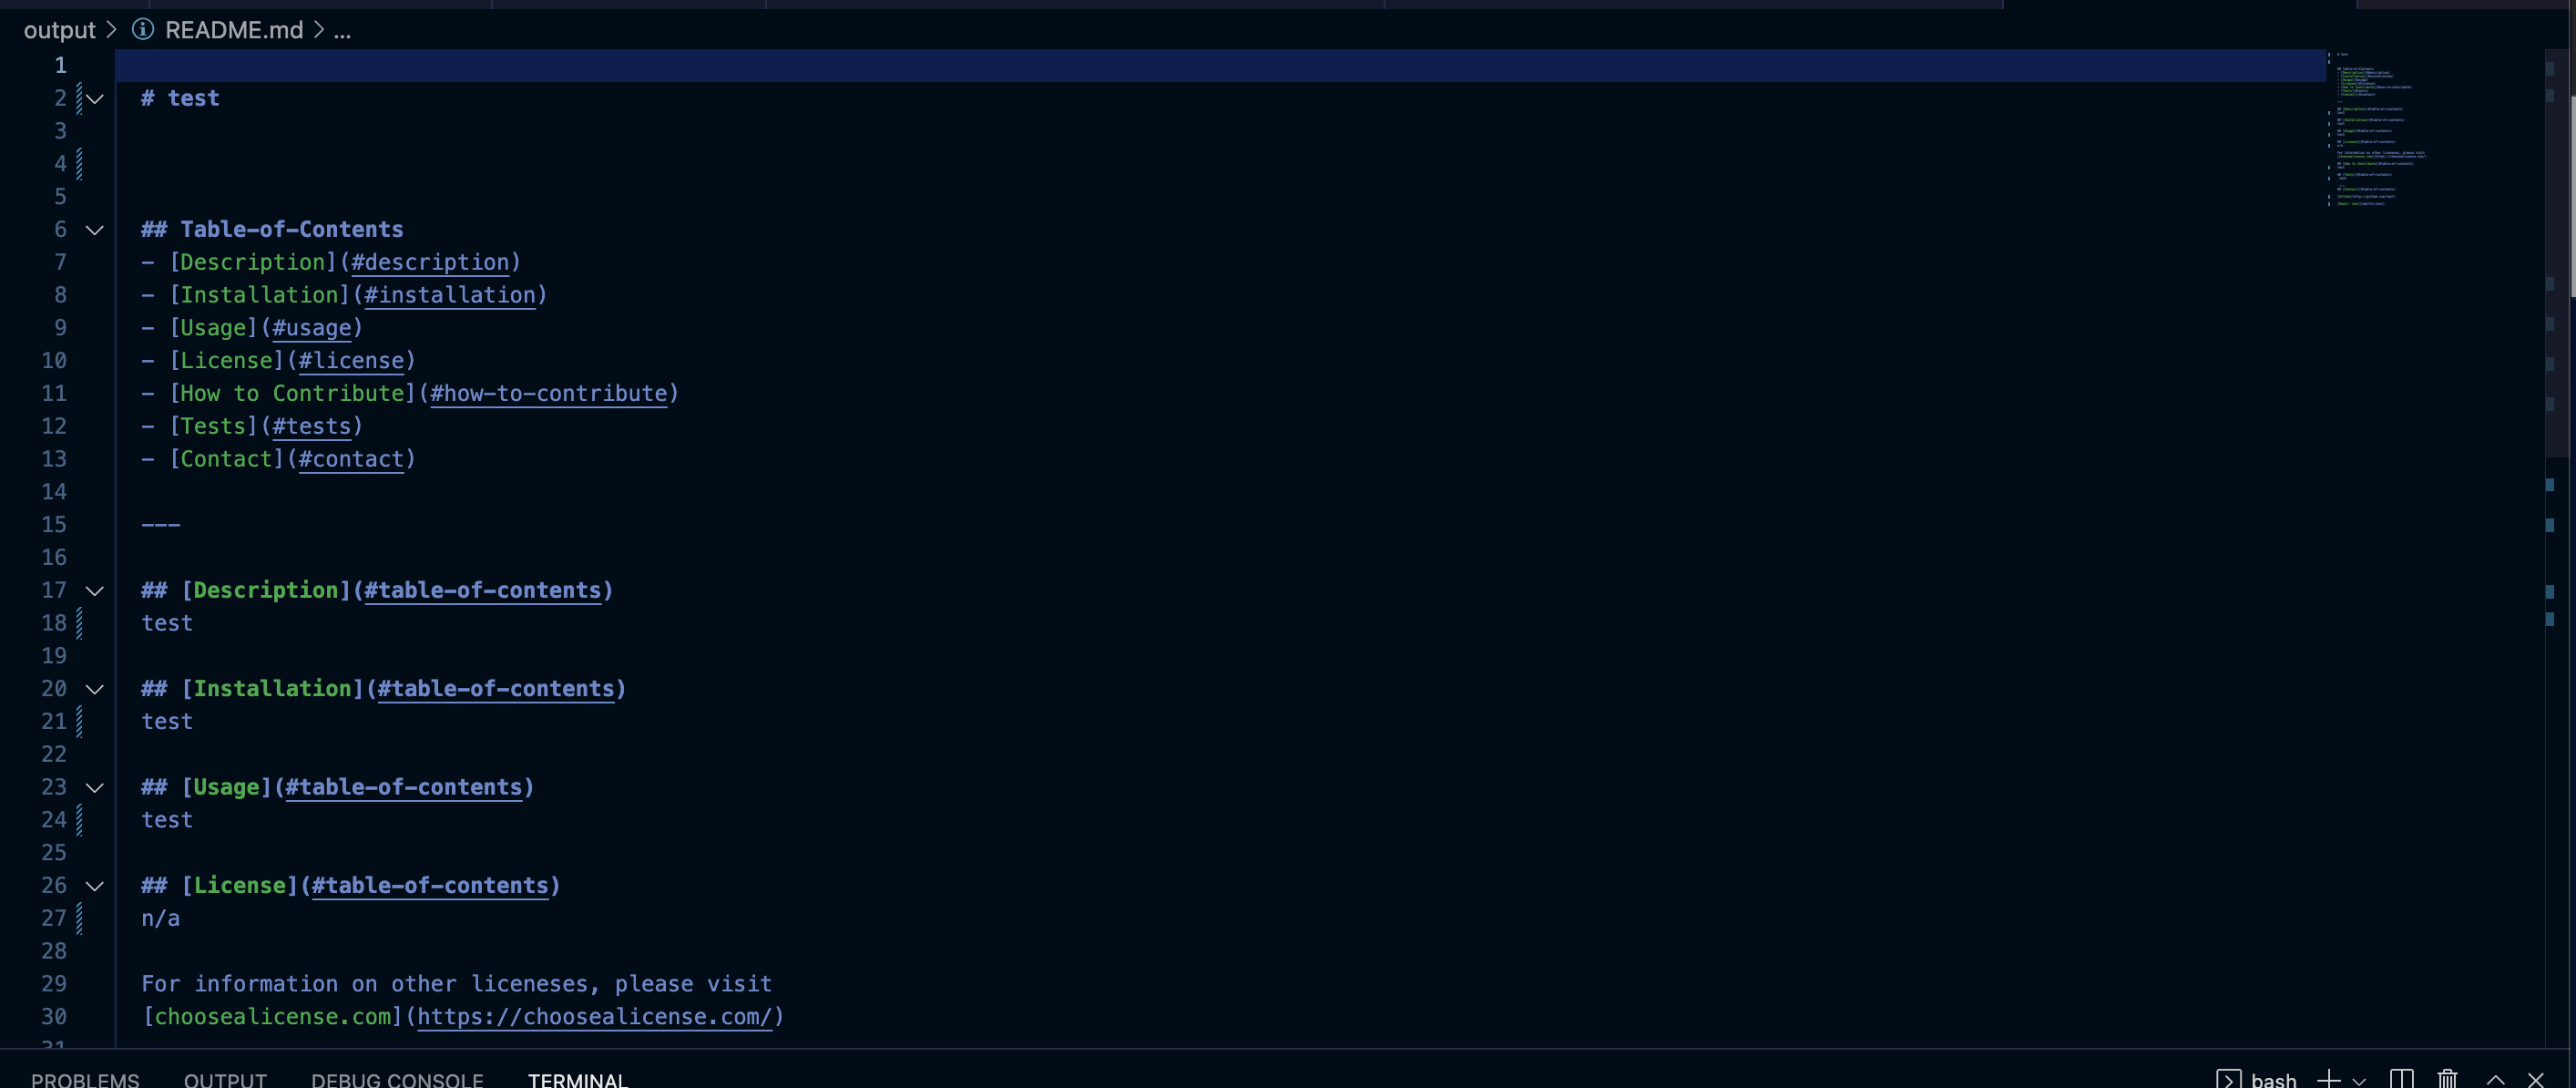 output > README.md > ...
1
2 # test
3
4
5
6 ## Table-of-Contents
7 - [Description](#description)
8 - [Installation](#installation)
9 - [Usage](#usage)
10 - [License](#license)
11 - [How to Contribute](#how-to-contribute)
12 - [Tests](#tests)
13 - [Contact](#contact)
14
15 ---
16
17 ## [Description](#table-of-contents)
18 test
19
20 ## [Installation](#table-of-contents)
21 test
22
23 ## [Usage](#table-of-contents)
24 test
25
26 ## [License](#table-of-contents)
27 n/a
28
29 For information on other liceneses, please visit
30 [choosealicense.com](https://choosealicense.com/)
31
PROBLEMS OUTPUT DEBUG CONSOLE TERMINAL bash